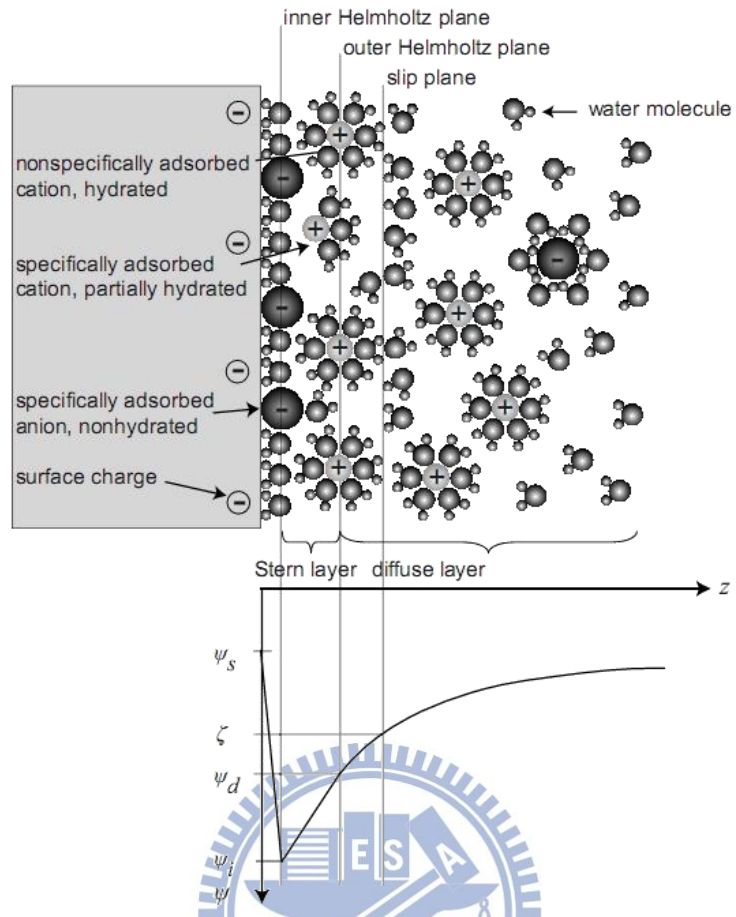 inner Helmholtz plane
outer Helmholtz plane
slip plane
water molecule
nonspecifically adsorbed
cation, hydrated
specifically adsorbed
cation, partially hydrated
specifically adsorbed
anion, nonhydrated
surface charge
+
+
+
+
+
+
+
+
-
-
-
-
-
-
-
-
Stern layer
diffuse layer
z
ψs
ζ
ψd
ψi
ψ
E S A
8